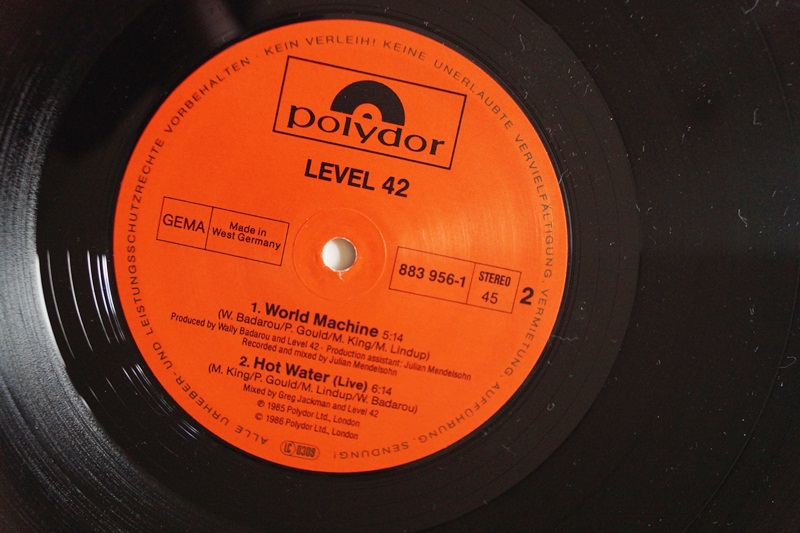 ALLE URHEBER- UND LEISTUNGSSCHUTZRECHTE VORBEHALTEN · KEIN VERLEIH! KEINE UNERLAUBTE VERVIELFÄLTIGUNG, VERMIETUNG, AUFFÜHRUNG, SENDUNG!
polydor
LEVEL 42
GEMA
Made in
West Germany
883 956-1
STEREO
45
2
1. World Machine 5:14
(W. Badarou/P. Gould/M. King/M. Lindup)
Produced by Wally Badarou and Level 42 · Production assistant: Julian Mendelsohn
Recorded and mixed by Julian Mendelsohn
2. Hot Water (Live) 6:14
(M. King/P. Gould/M. Lindup/W. Badarou)
Mixed by Greg Jackman and Level 42
℗ 1985 Polydor Ltd., London
© 1986 Polydor Ltd., London
LC 0309